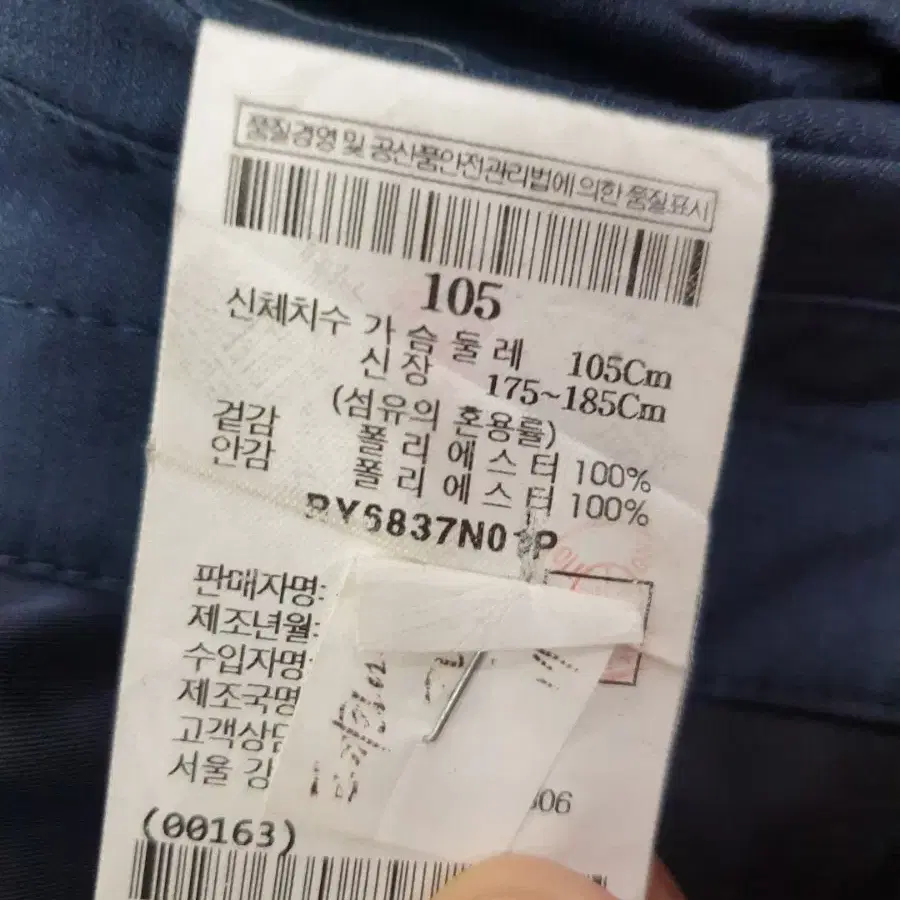 품질경영 및 공산품안전관리법에 의한 품질표시
105
신체치수 가 슴 둘 레 105Cm
신 장 175~185Cm
(섬유의 혼용률)
겉감 폴 리 에 스 터 100%
안감 폴 리 에 스 터 100%
판매자명:
제조년월:
수입자명:
제조국명
고객상담
서울 강
(00163)